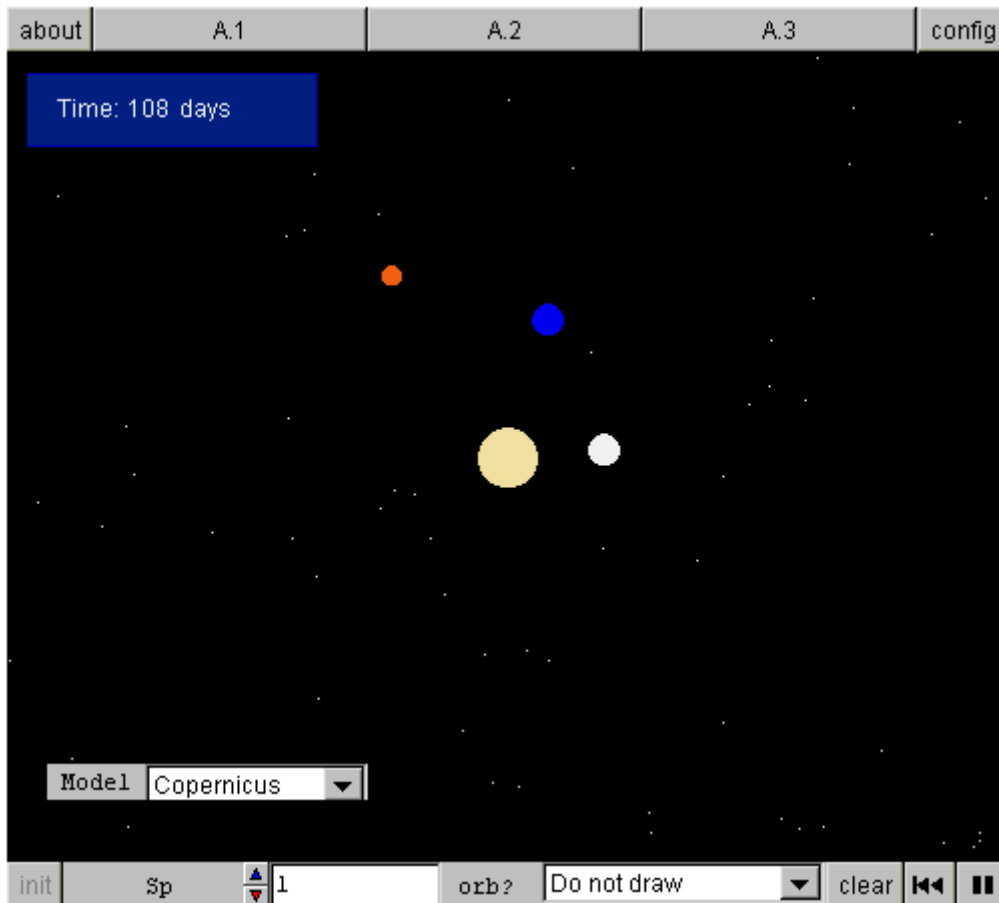 about A.1 A.2 A.3 config
Time: 108 days
Model Copernicus
init Sp 1 orb? Do not draw clear